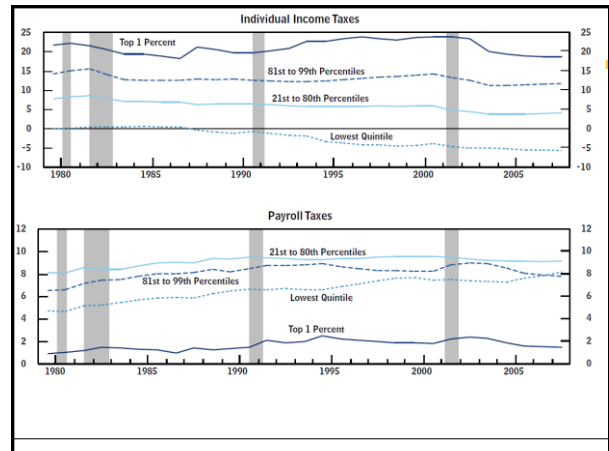 Individual Income Taxes
25 25
20 20
15 15
10 10
5 5
0 0
-5 -5
-10 -10
Top 1 Percent
81st to 99th Percentiles
21st to 80th Percentiles
Lowest Quintile
1980 1985 1990 1995 2000 2005
Payroll Taxes
12 12
10 10
8 8
6 6
4 4
2 2
0 0
21st to 80th Percentiles
81st to 99th Percentiles
Lowest Quintile
Top 1 Percent
1980 1985 1990 1995 2000 2005